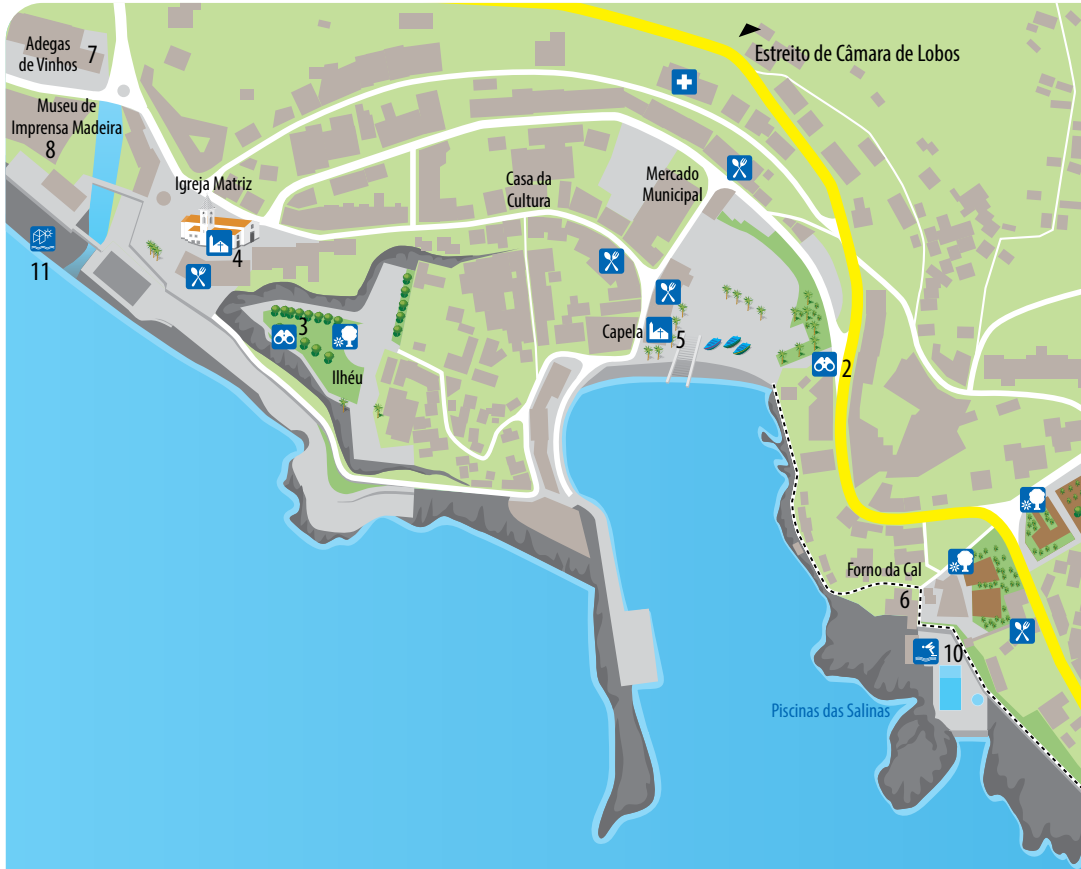 Adegas
de Vinhos
7
Estreito de Câmara de Lobos
Museu de
Imprensa Madeira
8
Igreja Matriz
4
Casa da
Cultura
Mercado
Municipal
11
3
Ilhéu
Capela
5
2
Forno da Cal
6
10
Piscinas das Salinas